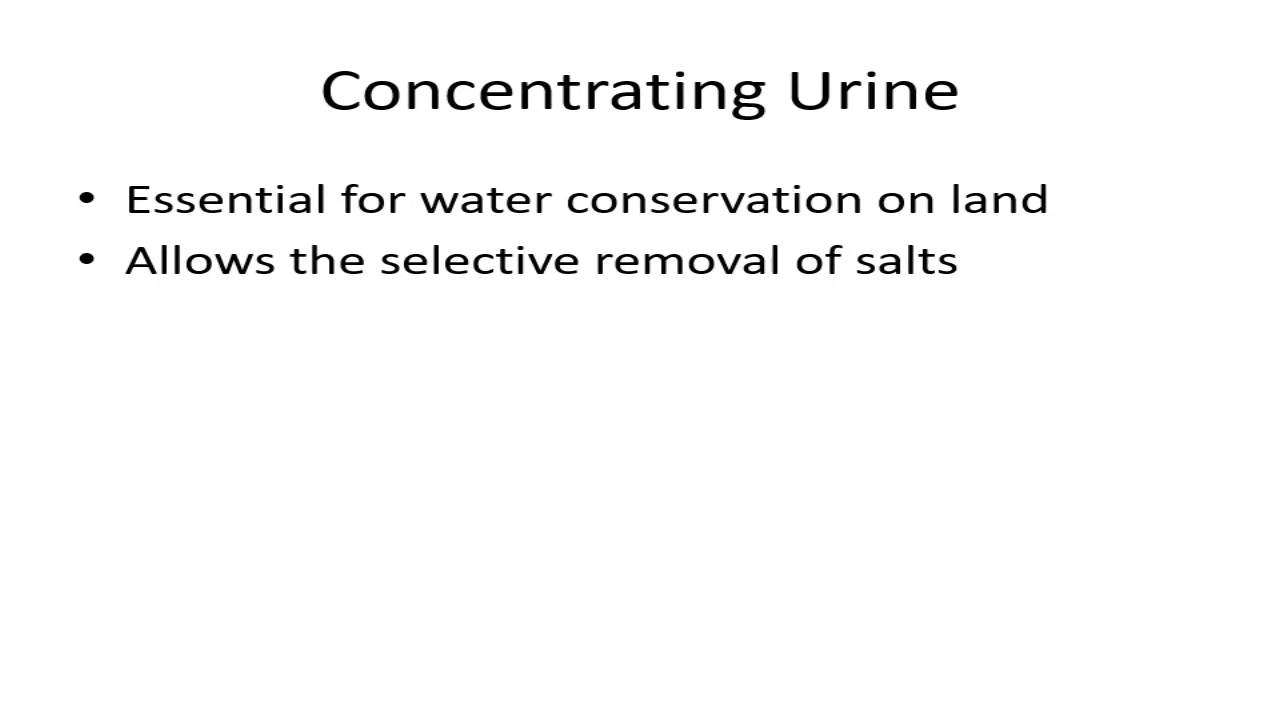 Concentrating Urine
• Essential for water conservation on land
• Allows the selective removal of salts